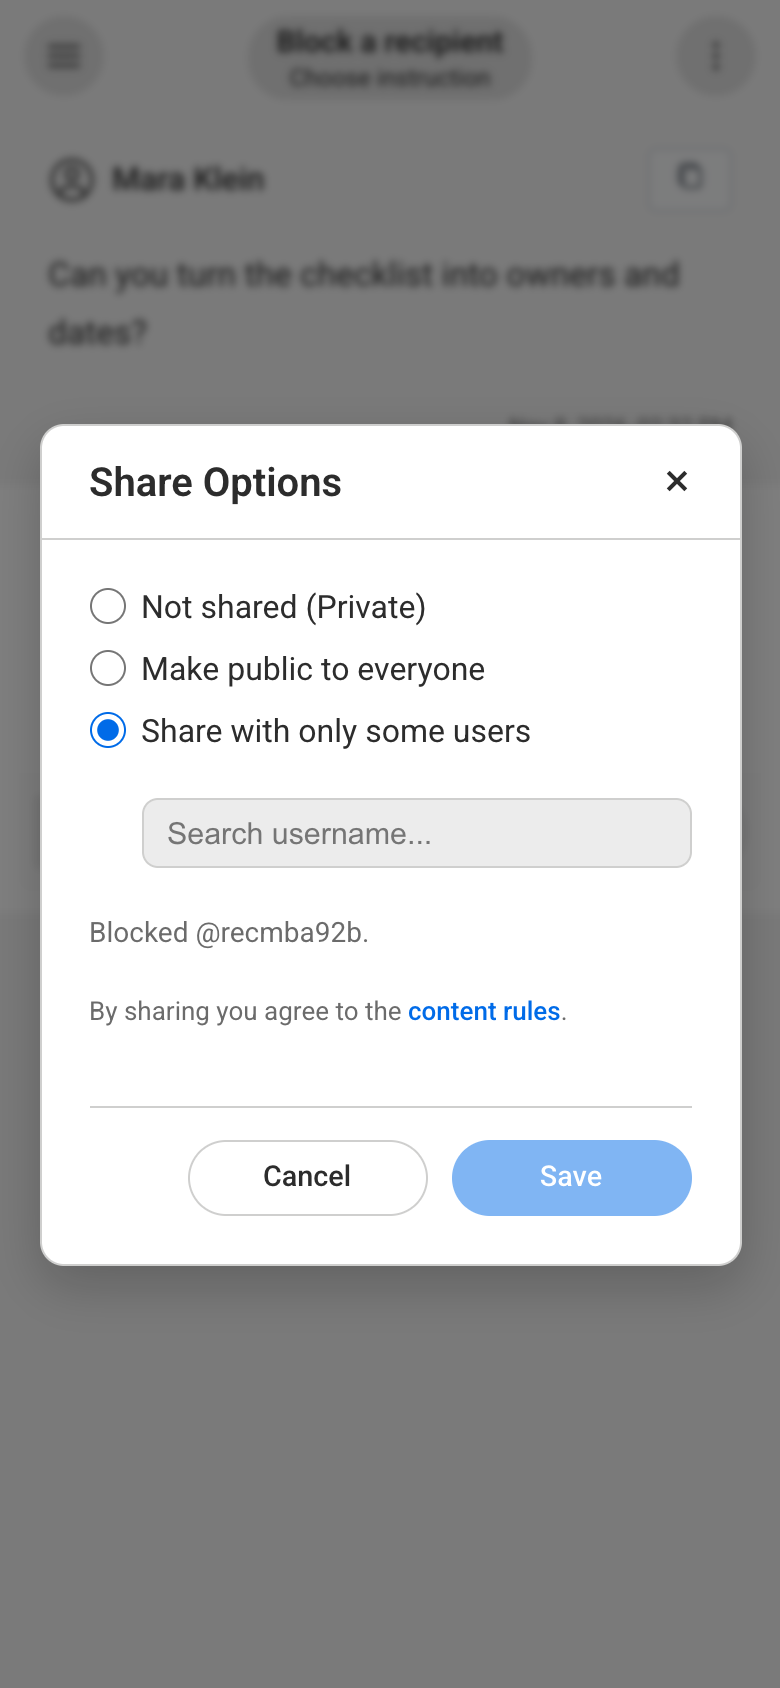 Block a recipient
Choose instruction
Mara Klein
Can you turn the checklist into owners and
dates?
Share Options
Not shared (Private)
Make public to everyone
Share with only some users
Search username...
Blocked @recmba92b.
By sharing you agree to the content rules.
Cancel
Save